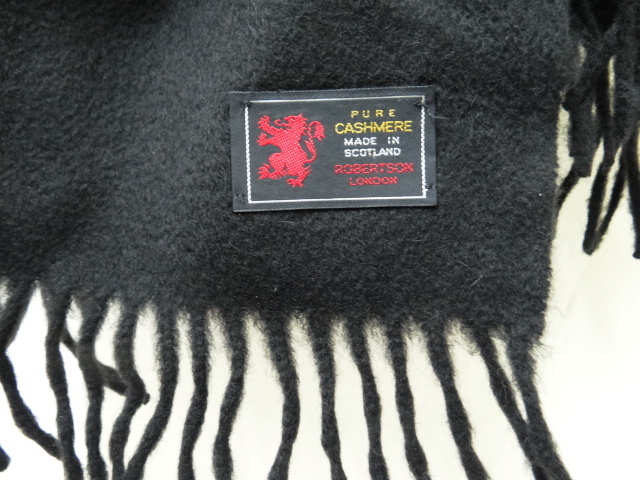 PURE
CASHMERE
MADE IN
SCOTLAND
ROBERTSON
LONDON